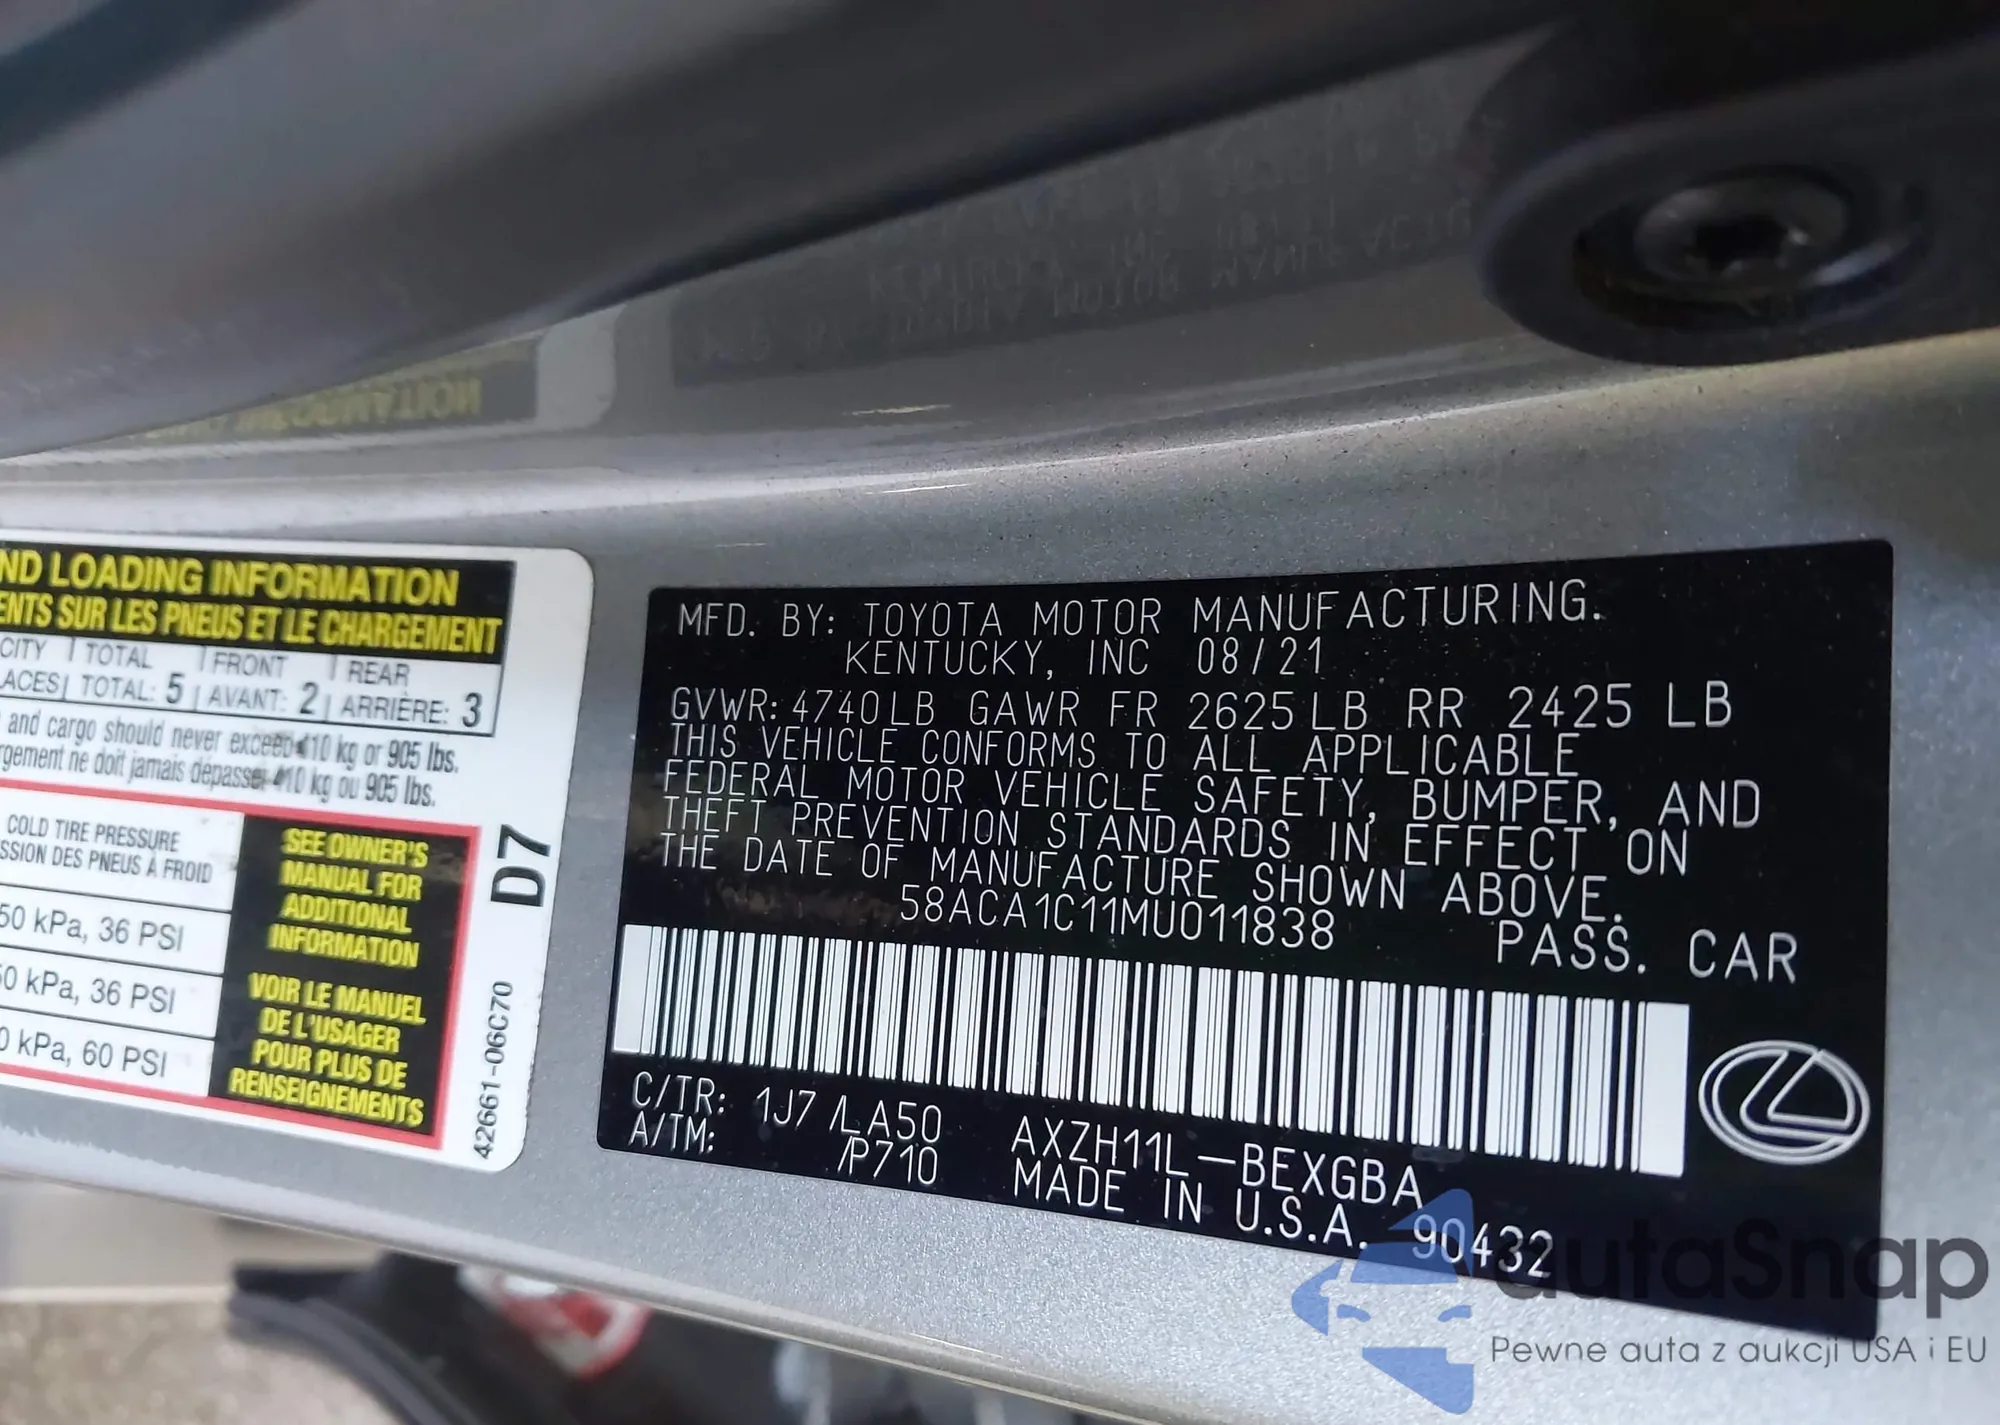 ND LOADING INFORMATION
ENTS SUR LES PNEUS ET LE CHARGEMENT
CITY TOTAL FRONT REAR
LACES TOTAL: 5 AVANT: 2 ARRIÈRE: 3
and cargo should never exceed 410 kg or 905 lbs.
rgement ne doit jamais dépasser 410 kg ou 905 lbs.
COLD TIRE PRESSURE
SSION DES PNEUS À FROID
50 kPa, 36 PSI
50 kPa, 36 PSI
0 kPa, 60 PSI
SEE OWNER'S
MANUAL FOR
ADDITIONAL
INFORMATION
VOIR LE MANUEL
DE L'USAGER
POUR PLUS DE
RENSEIGNEMENTS
D7
42661-06C70
MFD. BY: TOYOTA MOTOR MANUFACTURING.
KENTUCKY, INC 08/21
GVWR: 4740LB GAWR FR 2625LB RR 2425 LB
THIS VEHICLE CONFORMS TO ALL APPLICABLE
FEDERAL MOTOR VEHICLE SAFETY, BUMPER, AND
THEFT PREVENTION STANDARDS IN EFFECT ON
THE DATE OF MANUFACTURE SHOWN ABOVE.
58ACA1C11MU011838 PASS. CAR
C/TR: 1J7 /LA50 AXZH11L-BEXGBA
A/TM: /P710 MADE IN U.S.A. 90432
autaSnap
Pewne auta z aukcji USA i EU